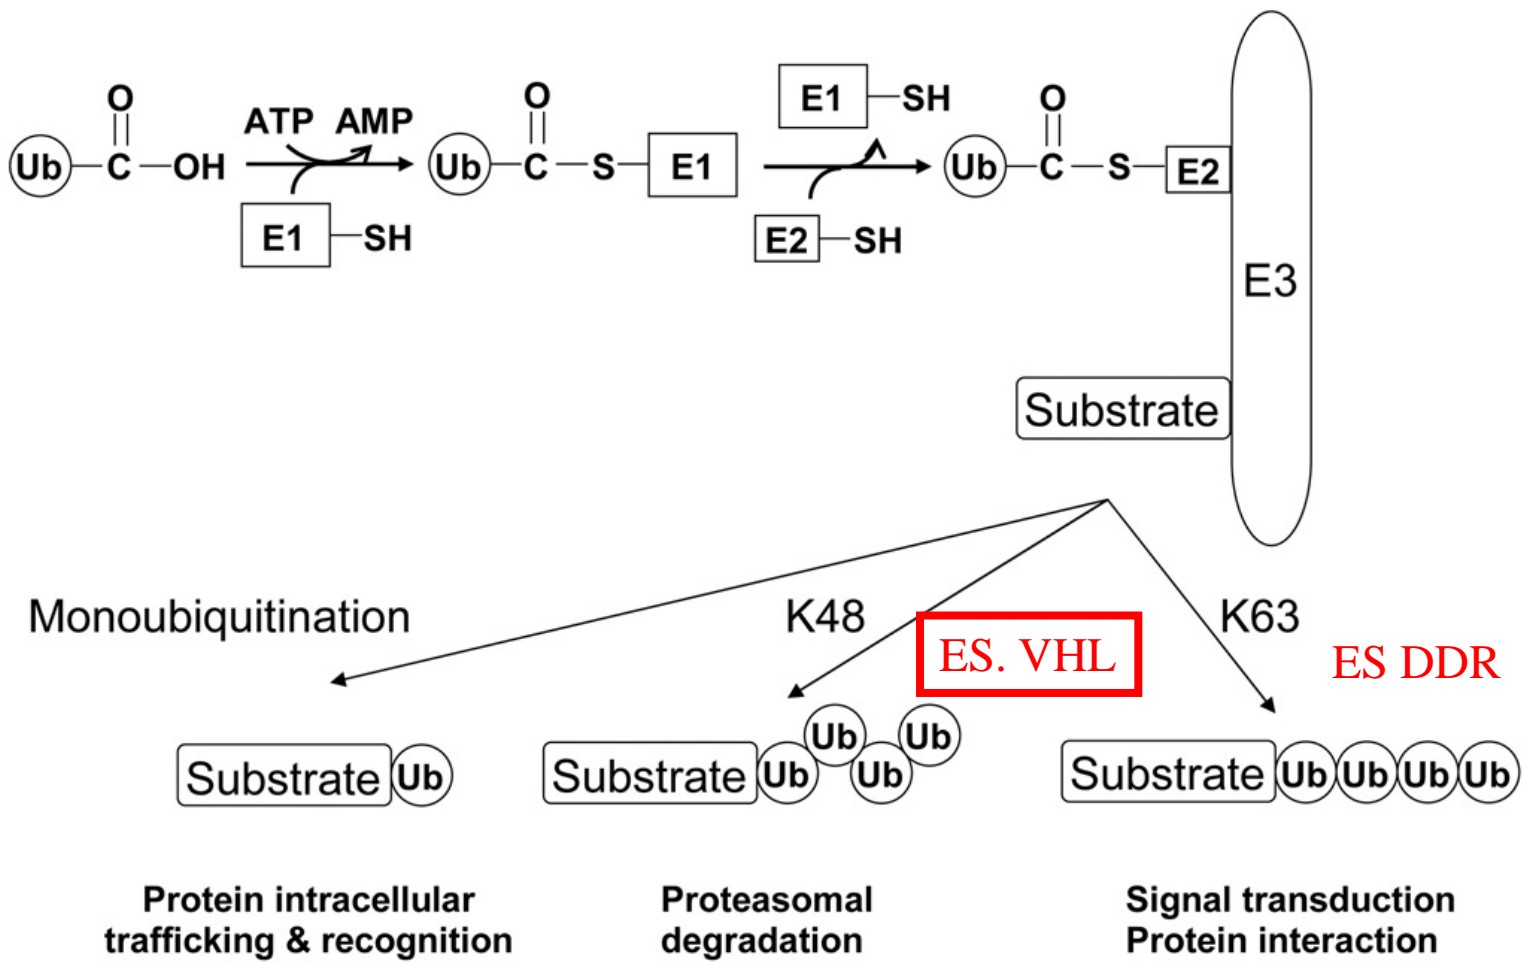 O
Ub C OH
ATP AMP
E1 SH
O
Ub C S E1
E1 SH
E2 SH
O
Ub C S E2
E3
Substrate
Monoubiquitination
K48
ES. VHL
K63
ES DDR
Substrate Ub
Substrate Ub Ub Ub Ub
Substrate Ub Ub Ub Ub
Protein intracellular
trafficking & recognition
Proteasomal
degradation
Signal transduction
Protein interaction